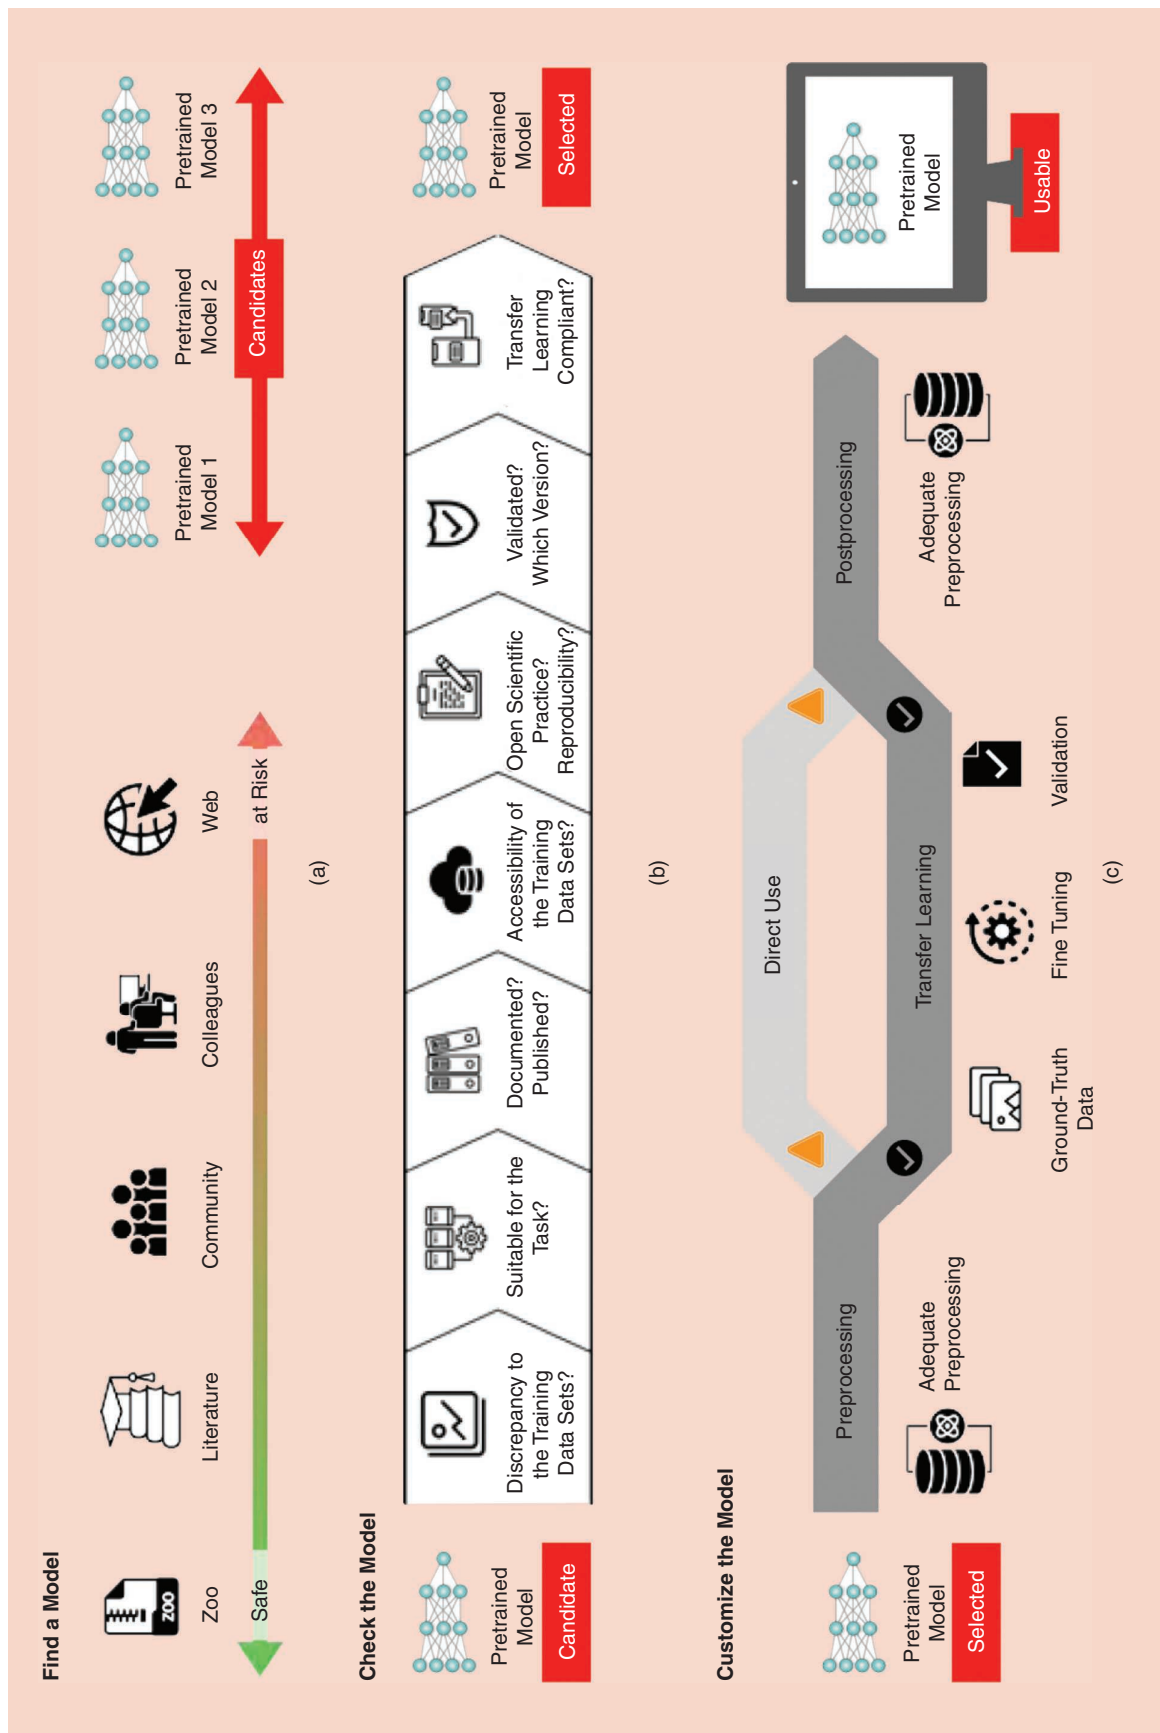 Find a Model
ZOO
Zoo
Literature
Community
Colleagues
Web
Safe
at Risk
Pretrained
Model 1
Pretrained
Model 2
Pretrained
Model 3
Candidates
(a)
Check the Model
Pretrained
Model
Candidate
Discrepancy to
the Training
Data Sets?
Suitable for the
Task?
Documented?
Published?
Accessibility of
the Training
Data Sets?
Open Scientific
Practice?
Reproducibility?
Validated?
Which Version?
Transfer
Learning
Compliant?
Pretrained
Model
Selected
(b)
Customize the Model
Pretrained
Model
Selected
Preprocessing
Adequate
Preprocessing
Direct Use
Transfer Learning
Ground-Truth
Data
Fine Tuning
Validation
Postprocessing
Adequate
Preprocessing
Pretrained
Model
Usable
(c)